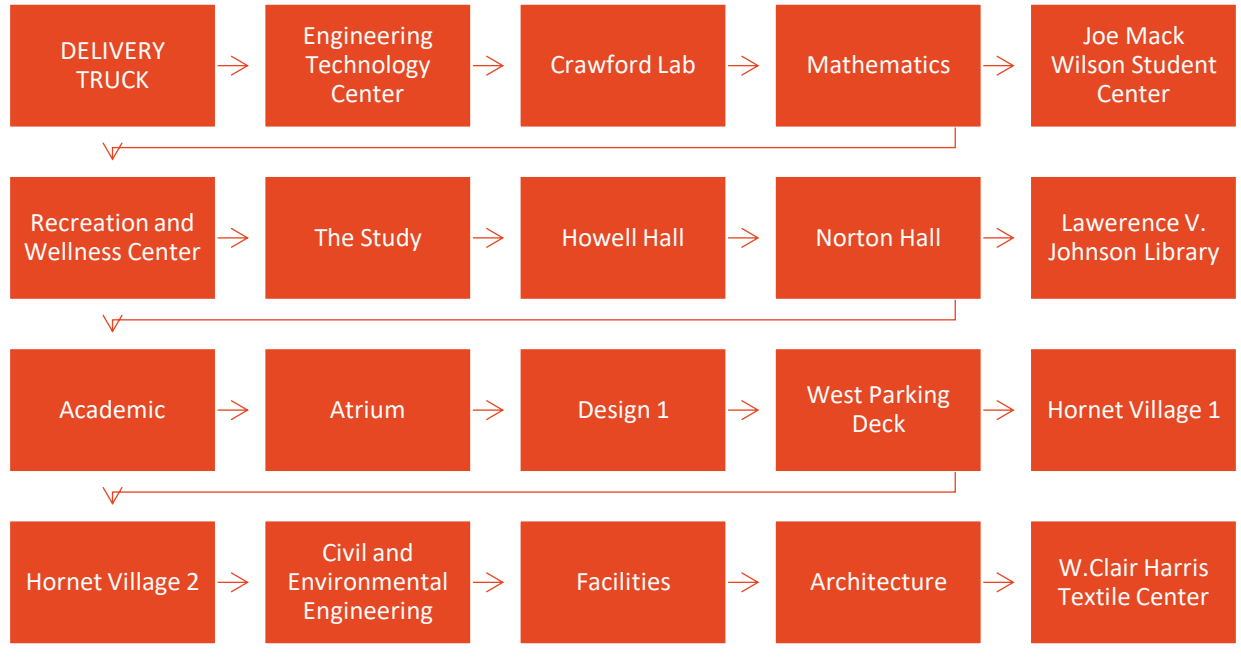 DELIVERY
TRUCK
Engineering
Technology
Center
Crawford Lab
Mathematics
Joe Mack
Wilson Student
Center
Recreation and
Wellness Center
The Study
Howell Hall
Norton Hall
Lawerence V.
Johnson Library
Academic
Atrium
Design 1
West Parking
Deck
Hornet Village 1
Hornet Village 2
Civil and
Environmental
Engineering
Facilities
Architecture
W.Clair Harris
Textile Center